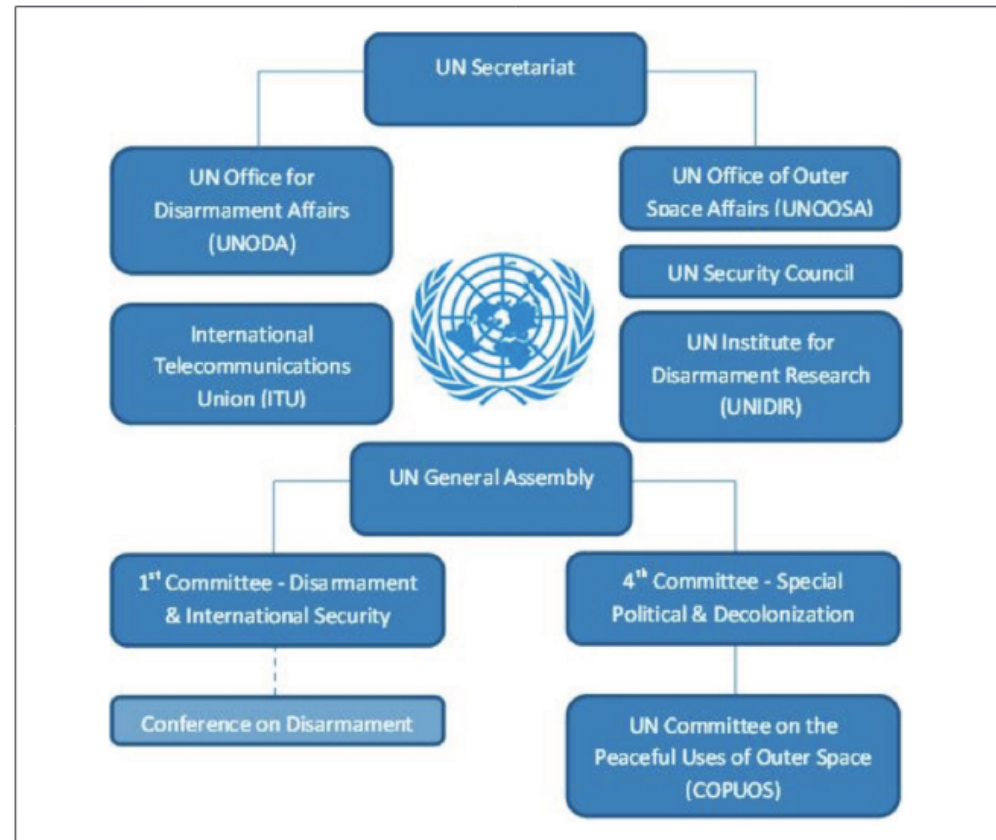 UN Secretariat
UN Office for
Disarmament Affairs
(UNODA)
UN Office of Outer
Space Affairs (UNOOSA)
UN Security Council
International
Telecommunications
Union (ITU)
UN Institute for
Disarmament Research
(UNIDIR)
UN General Assembly
1st Committee - Disarmament
& International Security
4th Committee - Special
Political & Decolonization
Conference on Disarmament
UN Committee on the
Peaceful Uses of Outer Space
(COPUOS)